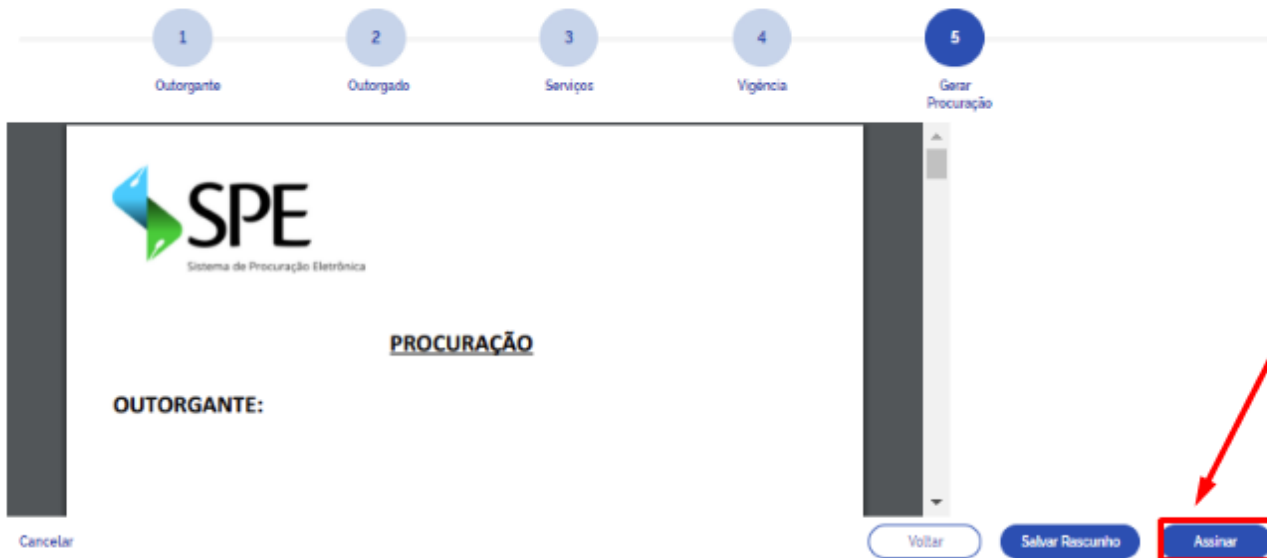 1 2 3 4 5
Outorgante Outorgado Serviços Vigência Gerar
Procuração
SPE
Sistema de Procuração Eletrônica
PROCURAÇÃO
OUTORGANTE:
Cancelar Voltar Salvar Rascunho Assinar